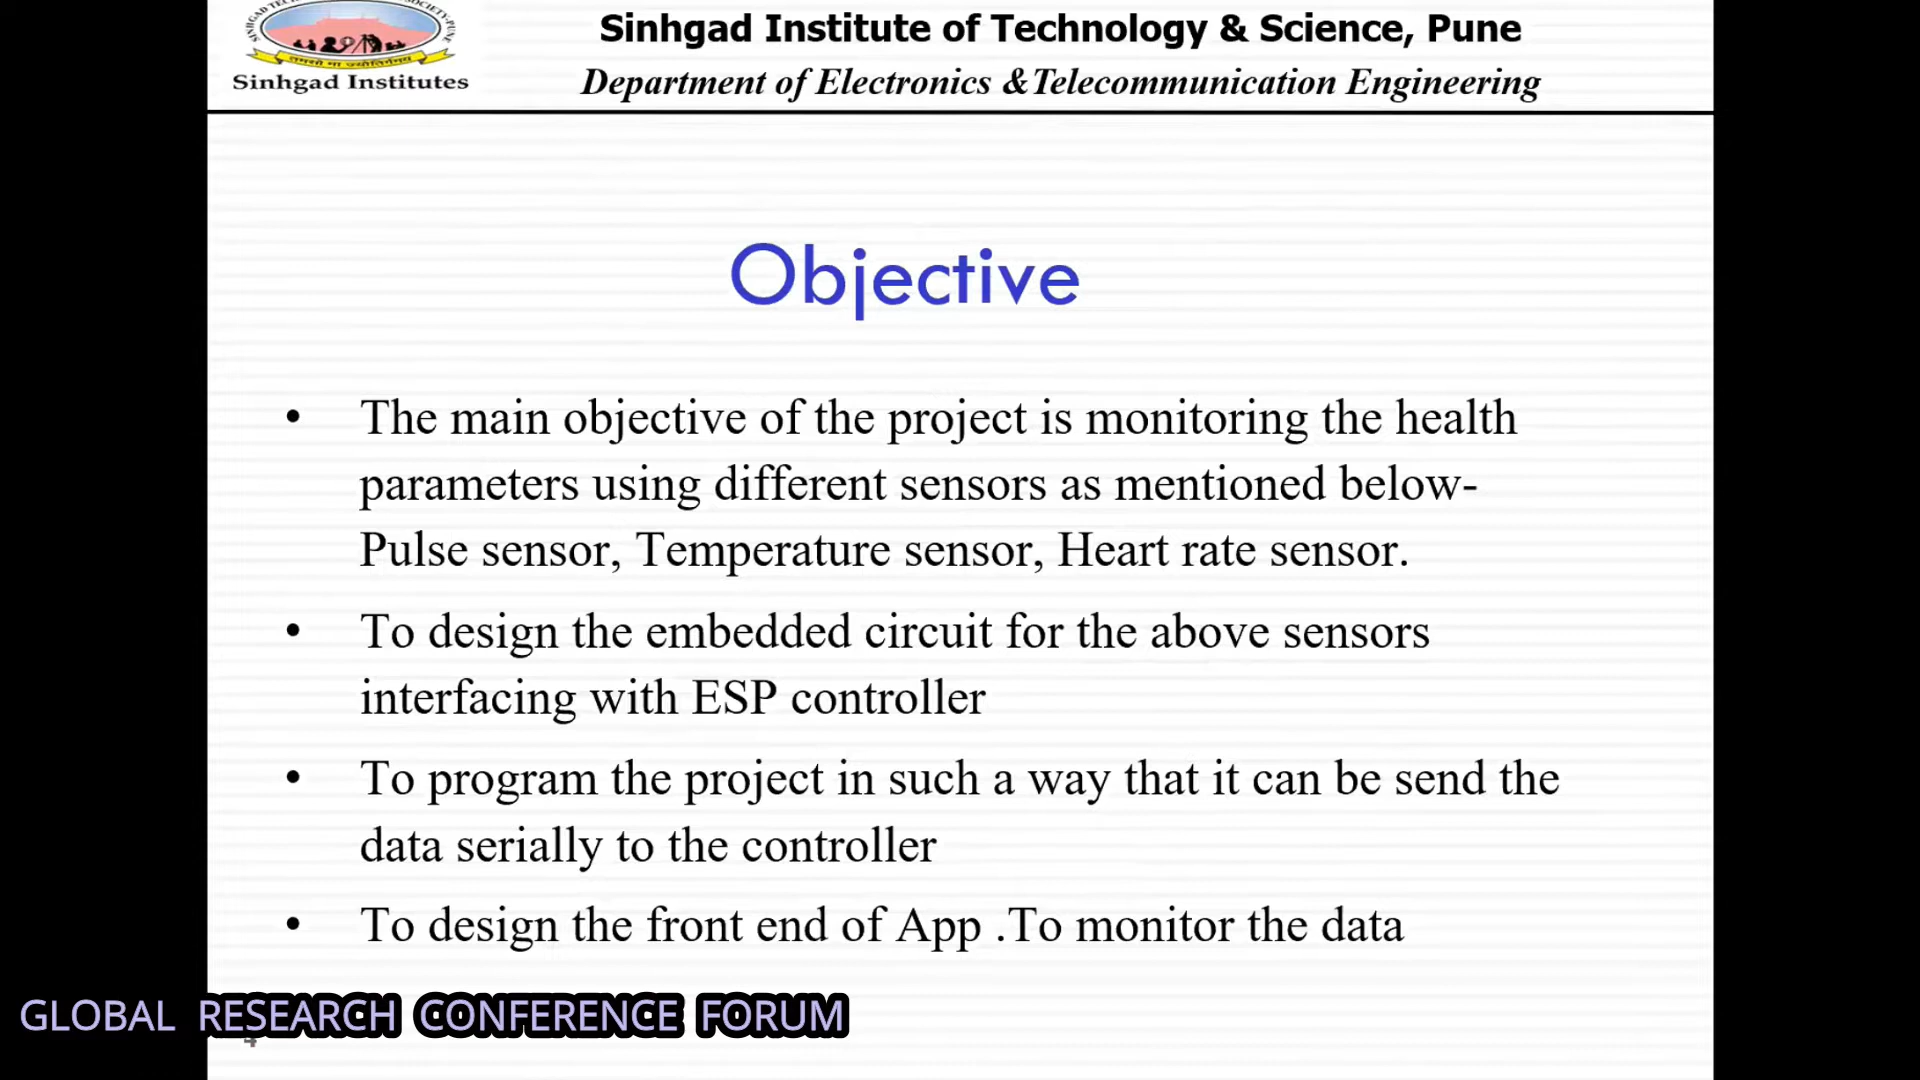 Sinhgad Institute of Technology & Science, Pune
Department of Electronics &Telecommunication Engineering
तमसो मा ज्योतिर्गमय
Sinhgad Institutes
Objective
• The main objective of the project is monitoring the health
parameters using different sensors as mentioned below-
Pulse sensor, Temperature sensor, Heart rate sensor.
• To design the embedded circuit for the above sensors
interfacing with ESP controller
• To program the project in such a way that it can be send the
data serially to the controller
• To design the front end of App .To monitor the data
GLOBAL RESEARCH CONFERENCE FORUM
4